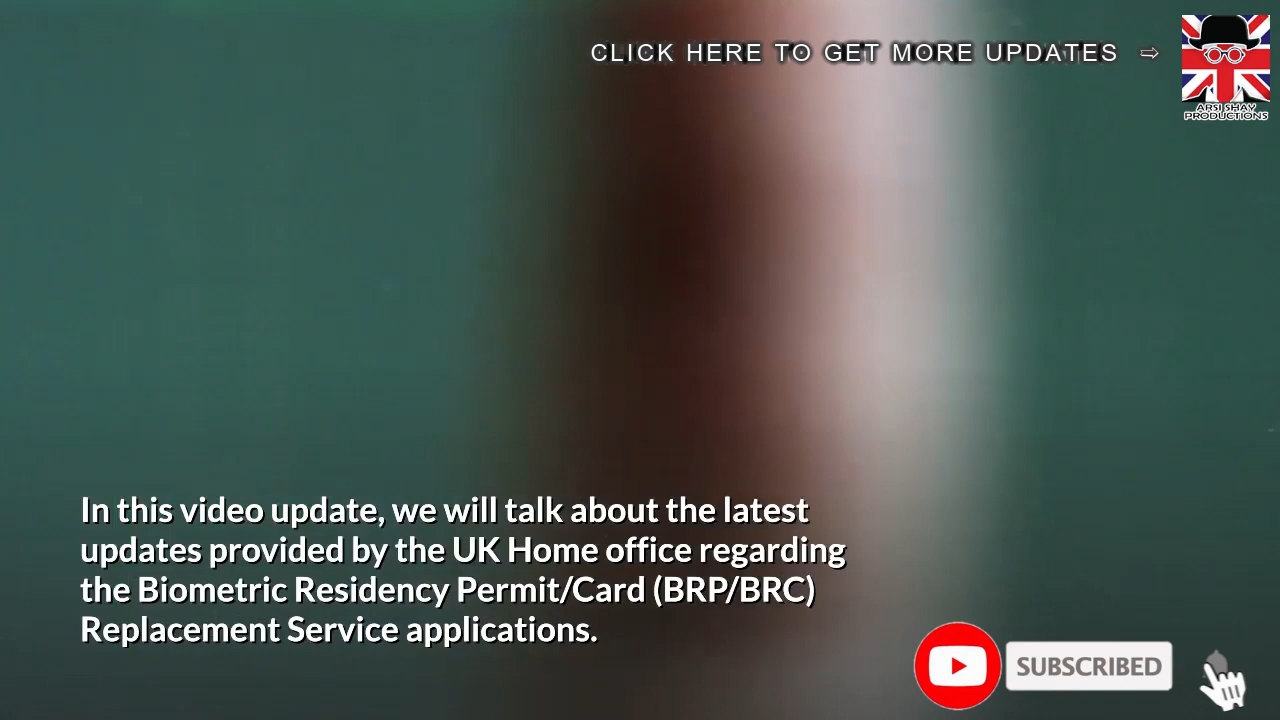 CLICK HERE TO GET MORE UPDATES ⇨
ARSI SHAY
PRODUCTIONS
In this video update, we will talk about the latest
updates provided by the UK Home office regarding
the Biometric Residency Permit/Card (BRP/BRC)
Replacement Service applications.
SUBSCRIBED